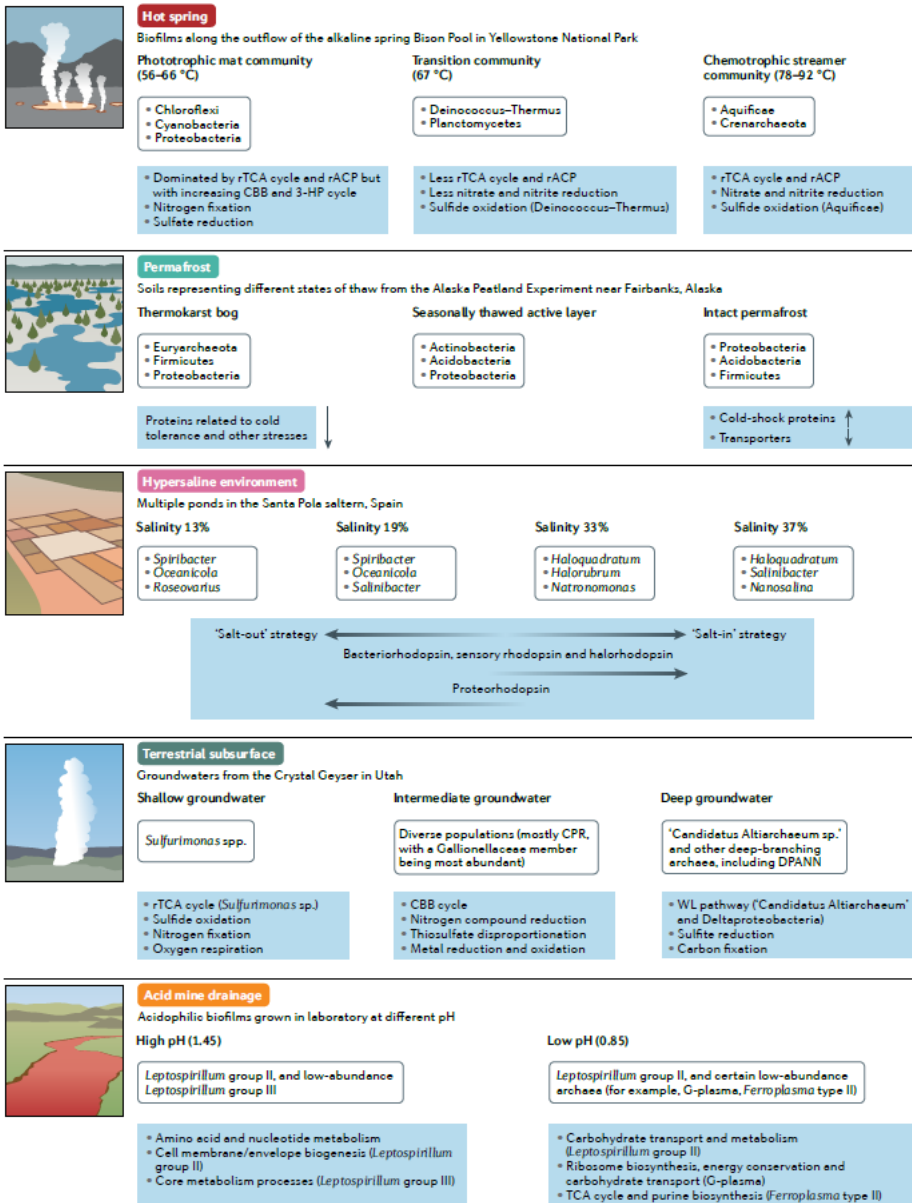 Hot spring
Biofilms along the outflow of the alkaline spring Bison Pool in Yellowstone National Park
Phototrophic mat community
(56–66 °C)
• Chloroflexi
• Cyanobacteria
• Proteobacteria
• Dominated by rTCA cycle and rACP but
with increasing CBB and 3-HP cycle
• Nitrogen fixation
• Sulfate reduction
Transition community
(67 °C)
• Deinococcus–Thermus
• Planctomycetes
• Less rTCA cycle and rACP
• Less nitrate and nitrite reduction
• Sulfide oxidation (Deinococcus–Thermus)
Chemotrophic streamer
community (78–92 °C)
• Aquificae
• Crenarchaeota
• rTCA cycle and rACP
• Nitrate and nitrite reduction
• Sulfide oxidation (Aquificae)
Permafrost
Soils representing different states of thaw from the Alaska Peatland Experiment near Fairbanks, Alaska
Thermokarst bog
• Euryarchaeota
• Firmicutes
• Proteobacteria
Proteins related to cold
tolerance and other stresses
Seasonally thawed active layer
• Actinobacteria
• Acidobacteria
• Proteobacteria
Intact permafrost
• Proteobacteria
• Acidobacteria
• Firmicutes
• Cold-shock proteins
• Transporters
Hypersaline environment
Multiple ponds in the Santa Pola saltern, Spain
Salinity 13%
• Spiribacter
• Oceanicola
• Roseovarius
Salinity 19%
• Spiribacter
• Oceanicola
• Salinibacter
Salinity 33%
• Haloquadratum
• Halorubrum
• Natronomonas
Salinity 37%
• Haloquadratum
• Salinibacter
• Nanosalina
'Salt-out' strategy
'Salt-in' strategy
Bacteriorhodopsin, sensory rhodopsin and halorhodopsin
Proteorhodopsin
Terrestrial subsurface
Groundwaters from the Crystal Geyser in Utah
Shallow groundwater
Sulfurimonas spp.
• rTCA cycle (Sulfurimonas sp.)
• Sulfide oxidation
• Nitrogen fixation
• Oxygen respiration
Intermediate groundwater
Diverse populations (mostly CPR,
with a Gallionellaceae member
being most abundant)
• CBB cycle
• Nitrogen compound reduction
• Thiosulfate disproportionation
• Metal reduction and oxidation
Deep groundwater
'Candidatus Altiarchaeum sp.'
and other deep-branching
archaea, including DPANN
• WL pathway ('Candidatus Altiarchaeum'
and Deltaproteobacteria)
• Sulfite reduction
• Carbon fixation
Acid mine drainage
Acidophilic biofilms grown in laboratory at different pH
High pH (1.45)
Leptospirillum group II, and low-abundance
Leptospirillum group III
• Amino acid and nucleotide metabolism
• Cell membrane/envelope biogenesis (Leptospirillum
group II)
• Core metabolism processes (Leptospirillum group III)
Low pH (0.85)
Leptospirillum group II, and certain low-abundance
archaea (for example, G-plasma, Ferroplasma type II)
• Carbohydrate transport and metabolism
(Leptospirillum group II)
• Ribosome biosynthesis, energy conservation and
carbohydrate transport (G-plasma)
• TCA cycle and purine biosynthesis (Ferroplasma type II)